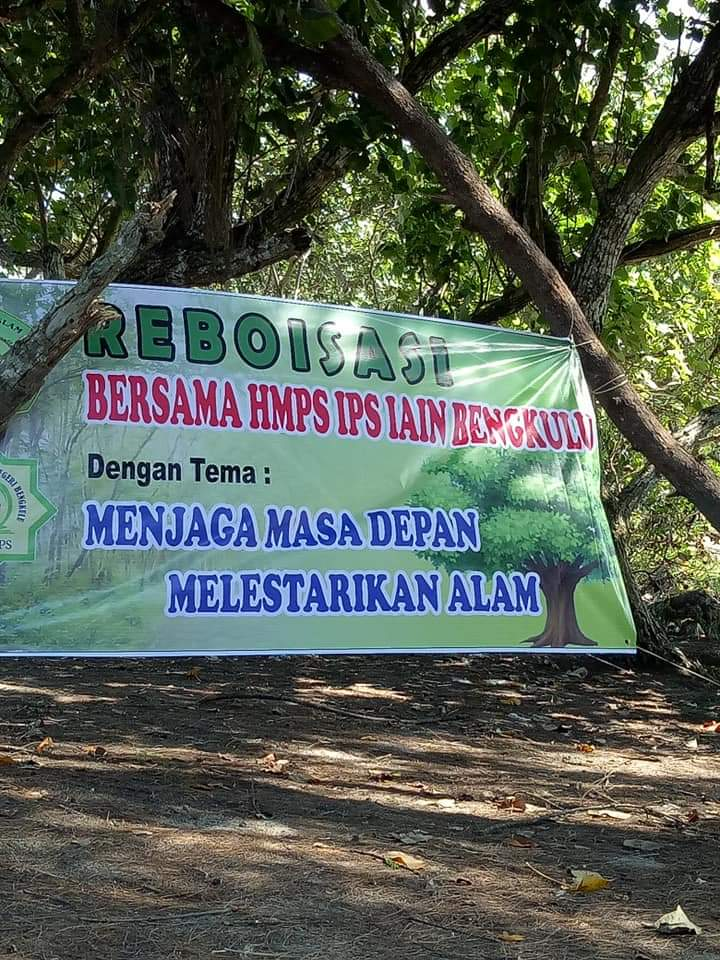 REBOISASI
BERSAMA HMPS IPS IAIN BENGKULU
Dengan Tema :
MENJAGA MASA DEPAN
MELESTARIKAN ALAM